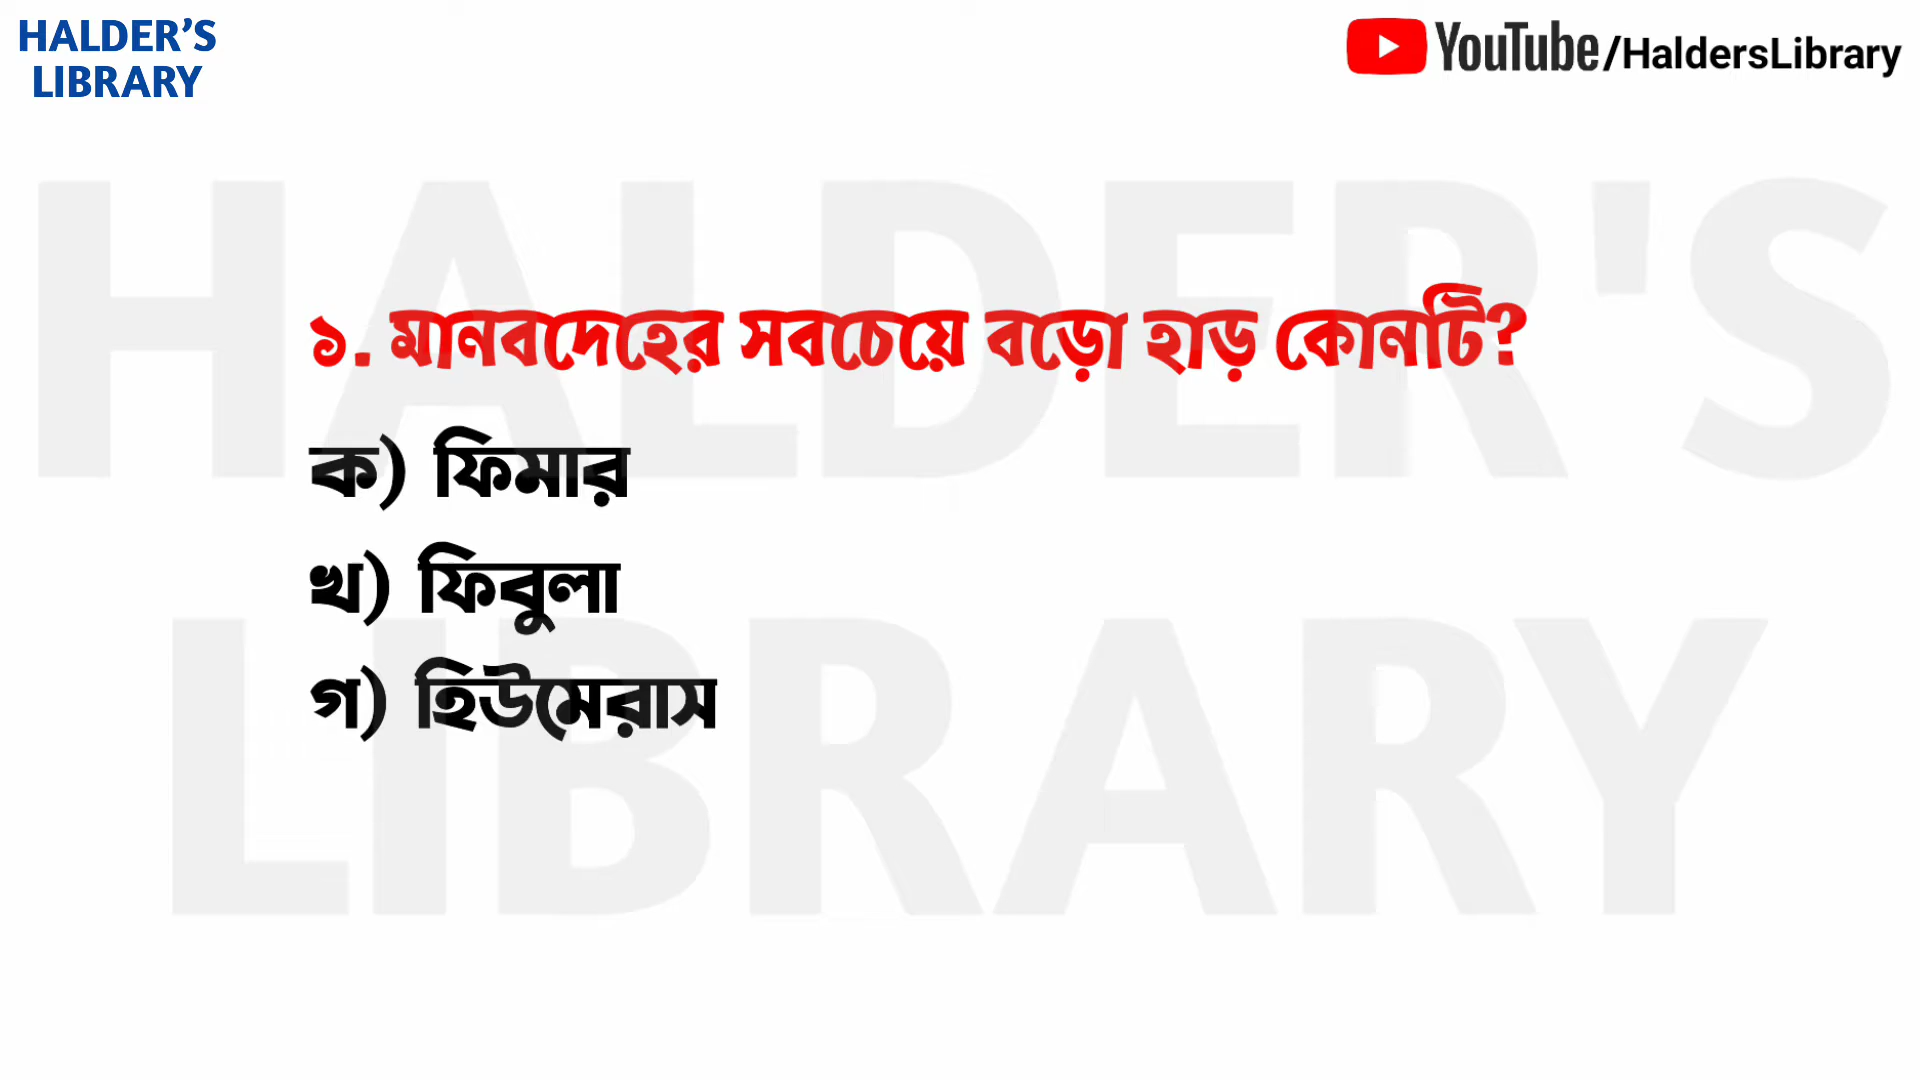 HALDER'S
LIBRARY
YouTube/HaldersLibrary
HALDER'S
LIBRARY
১. মানবদেহের সবচেয়ে বড়ো হাড় কোনটি?
ক) ফিমার
খ) ফিবুলা
গ) হিউমেরাস